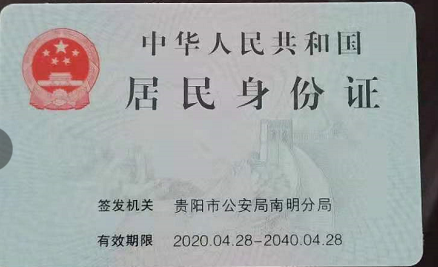 中华人民共和国
居民身份证
签发机关 贵阳市公安局南明分局
有效期限 2020.04.28-2040.04.28